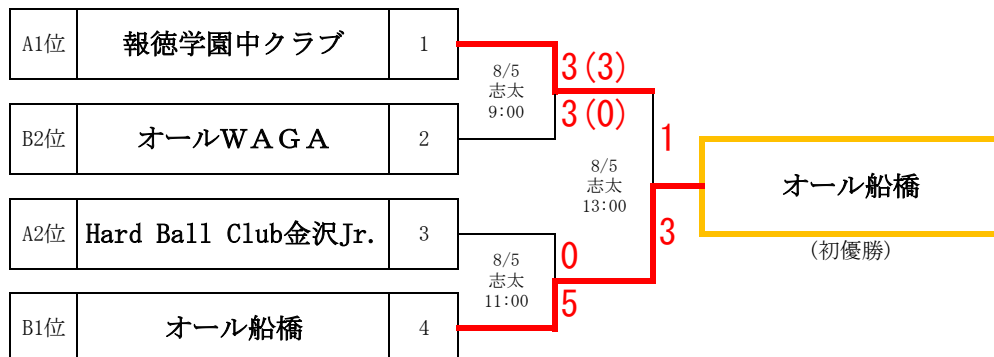 A1位 報徳学園中クラブ 1
8/5
志太
9:00
3(3)
3(0)
B2位 オールWAGA 2
1
8/5
志太
13:00
3
オール船橋
(初優勝)
A2位 Hard Ball Club金沢Jr. 3
8/5
志太
11:00
0
5
B1位 オール船橋 4